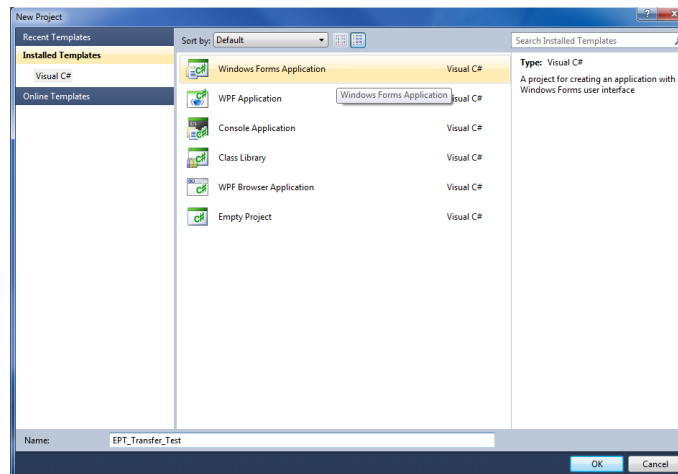 New Project
Recent Templates
Installed Templates
Visual C#
Online Templates
Sort by: Default
Search Installed Templates
Windows Forms Application Visual C#
WPF Application Visual C#
Windows Forms Application
Console Application Visual C#
Class Library Visual C#
WPF Browser Application Visual C#
Empty Project Visual C#
Type: Visual C#
A project for creating an application with
Windows Forms user interface
Name: EPT_Transfer_Test
OK Cancel